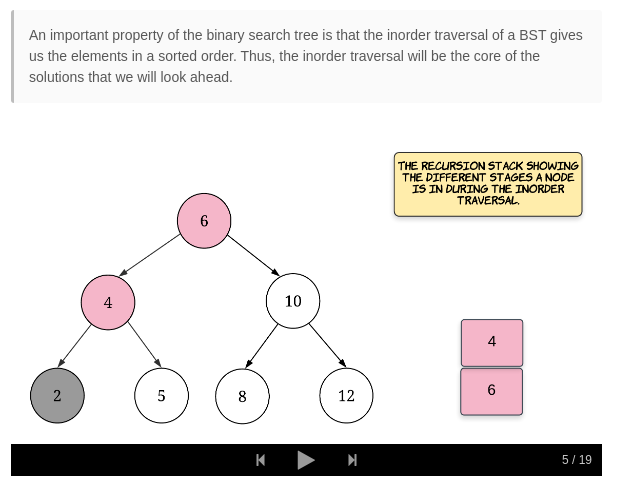 An important property of the binary search tree is that the inorder traversal of a BST gives
us the elements in a sorted order. Thus, the inorder traversal will be the core of the
solutions that we will look ahead.
THE RECURSION STACK SHOWING
THE DIFFERENT STAGES A NODE
IS IN DURING THE INORDER
TRAVERSAL.
6
4
10
2
5
8
12
4
6
5 / 19